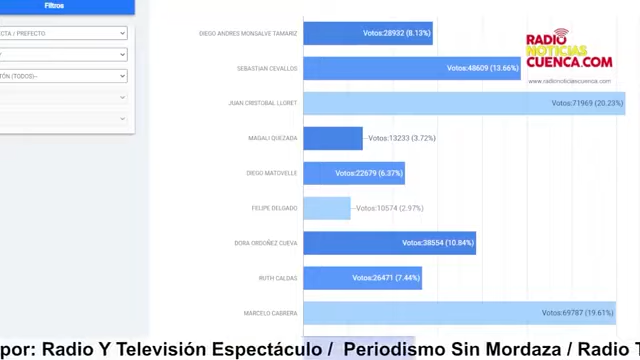 Filtros
CTA / PREFECTO:
Y
TÓN (TODOS)--
DIEGO ANDRÉS MONSALVE TAMARIZ
Votos:28932 (8.13%)
SEBASTIAN CEVALLOS
Votos:48609 (13.66%)
JUAN CRISTOBAL LLORET
Votos:71969 (20.23%)
MAGALI QUEZADA
Votos:13233 (3.72%)
DIEGO MATOVELLE
Votos:22679 (6.37%)
FELIPE DELGADO
Votos:10574 (2.97%)
DORA ORDOÑEZ CUEVA
Votos:38554 (10.84%)
RUTH CALDAS
Votos:26471 (7.44%)
MARCELO CABRERA
Votos:69787 (19.61%)
RADIO
NOTICIAS
CUENCA.COM
www.radionoticiascuenca.com
por: Radio Y Televisión Espectáculo / Periodismo Sin Mordaza / Radio T